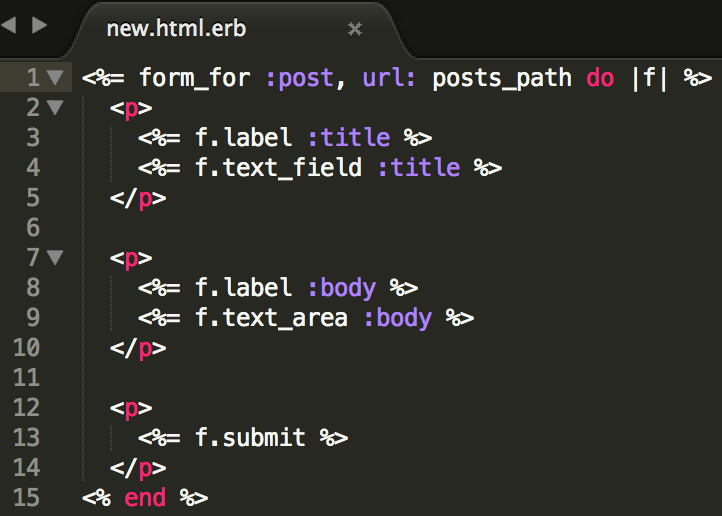 new.html.erb
1 <%= form_for :post, url: posts_path do |f| %>
2   <p>
3     <%= f.label :title %>
4     <%= f.text_field :title %>
5   </p>
6
7   <p>
8     <%= f.label :body %>
9     <%= f.text_area :body %>
10   </p>
11
12   <p>
13     <%= f.submit %>
14   </p>
15 <% end %>